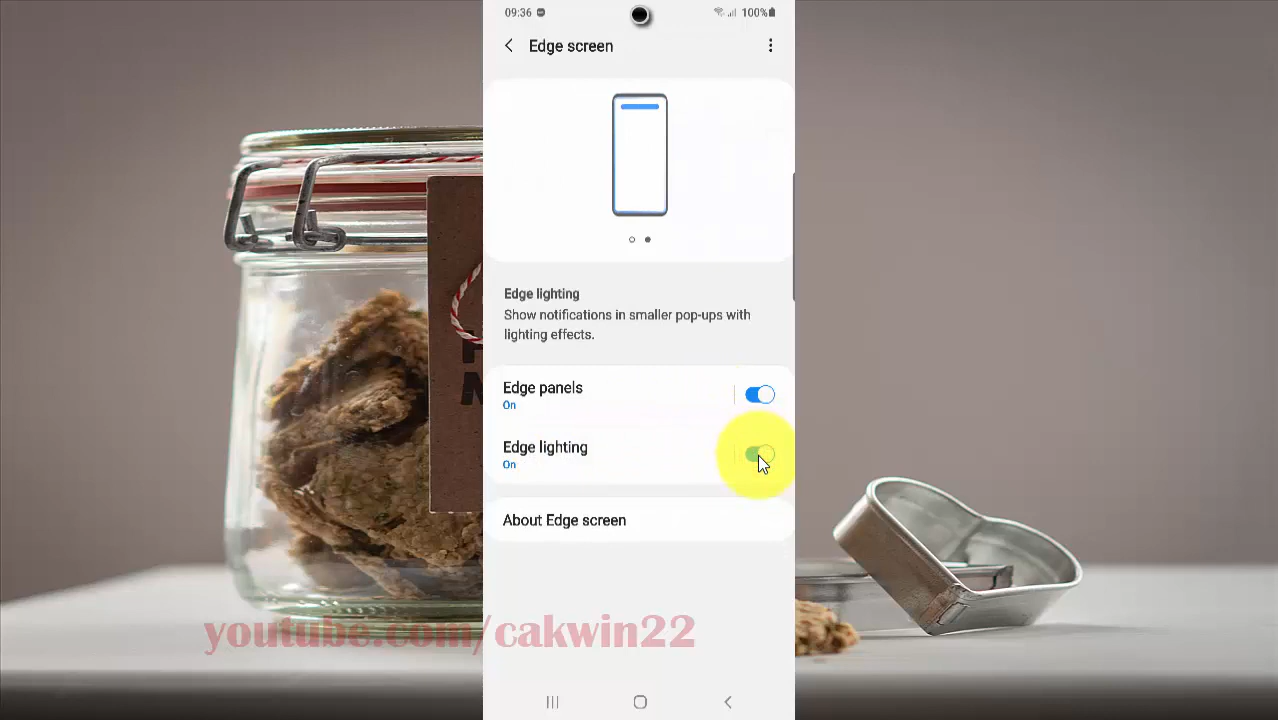 09:36
100%
Edge screen
Edge lighting
Show notifications in smaller pop-ups with
lighting effects.
Edge panels
On
Edge lighting
On
About Edge screen
youtube.com/cakwin22